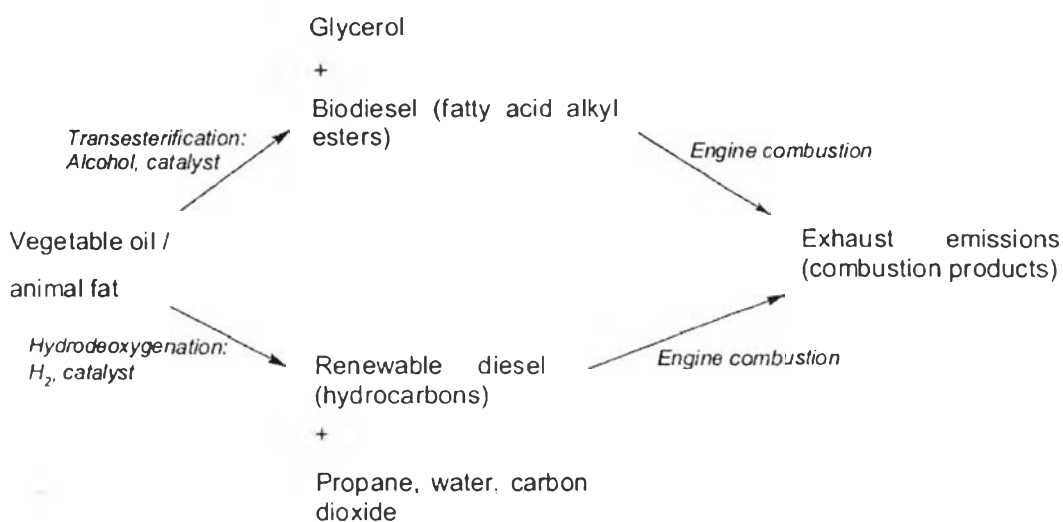 Glycerol
+
Biodiesel (fatty acid alkyl
esters)
Transesterification:
Alcohol, catalyst
Engine combustion
Vegetable oil /
animal fat
Exhaust emissions
(combustion products)
Hydrodeoxygenation:
H2, catalyst
Renewable diesel
(hydrocarbons)
Engine combustion
+
Propane, water, carbon
dioxide